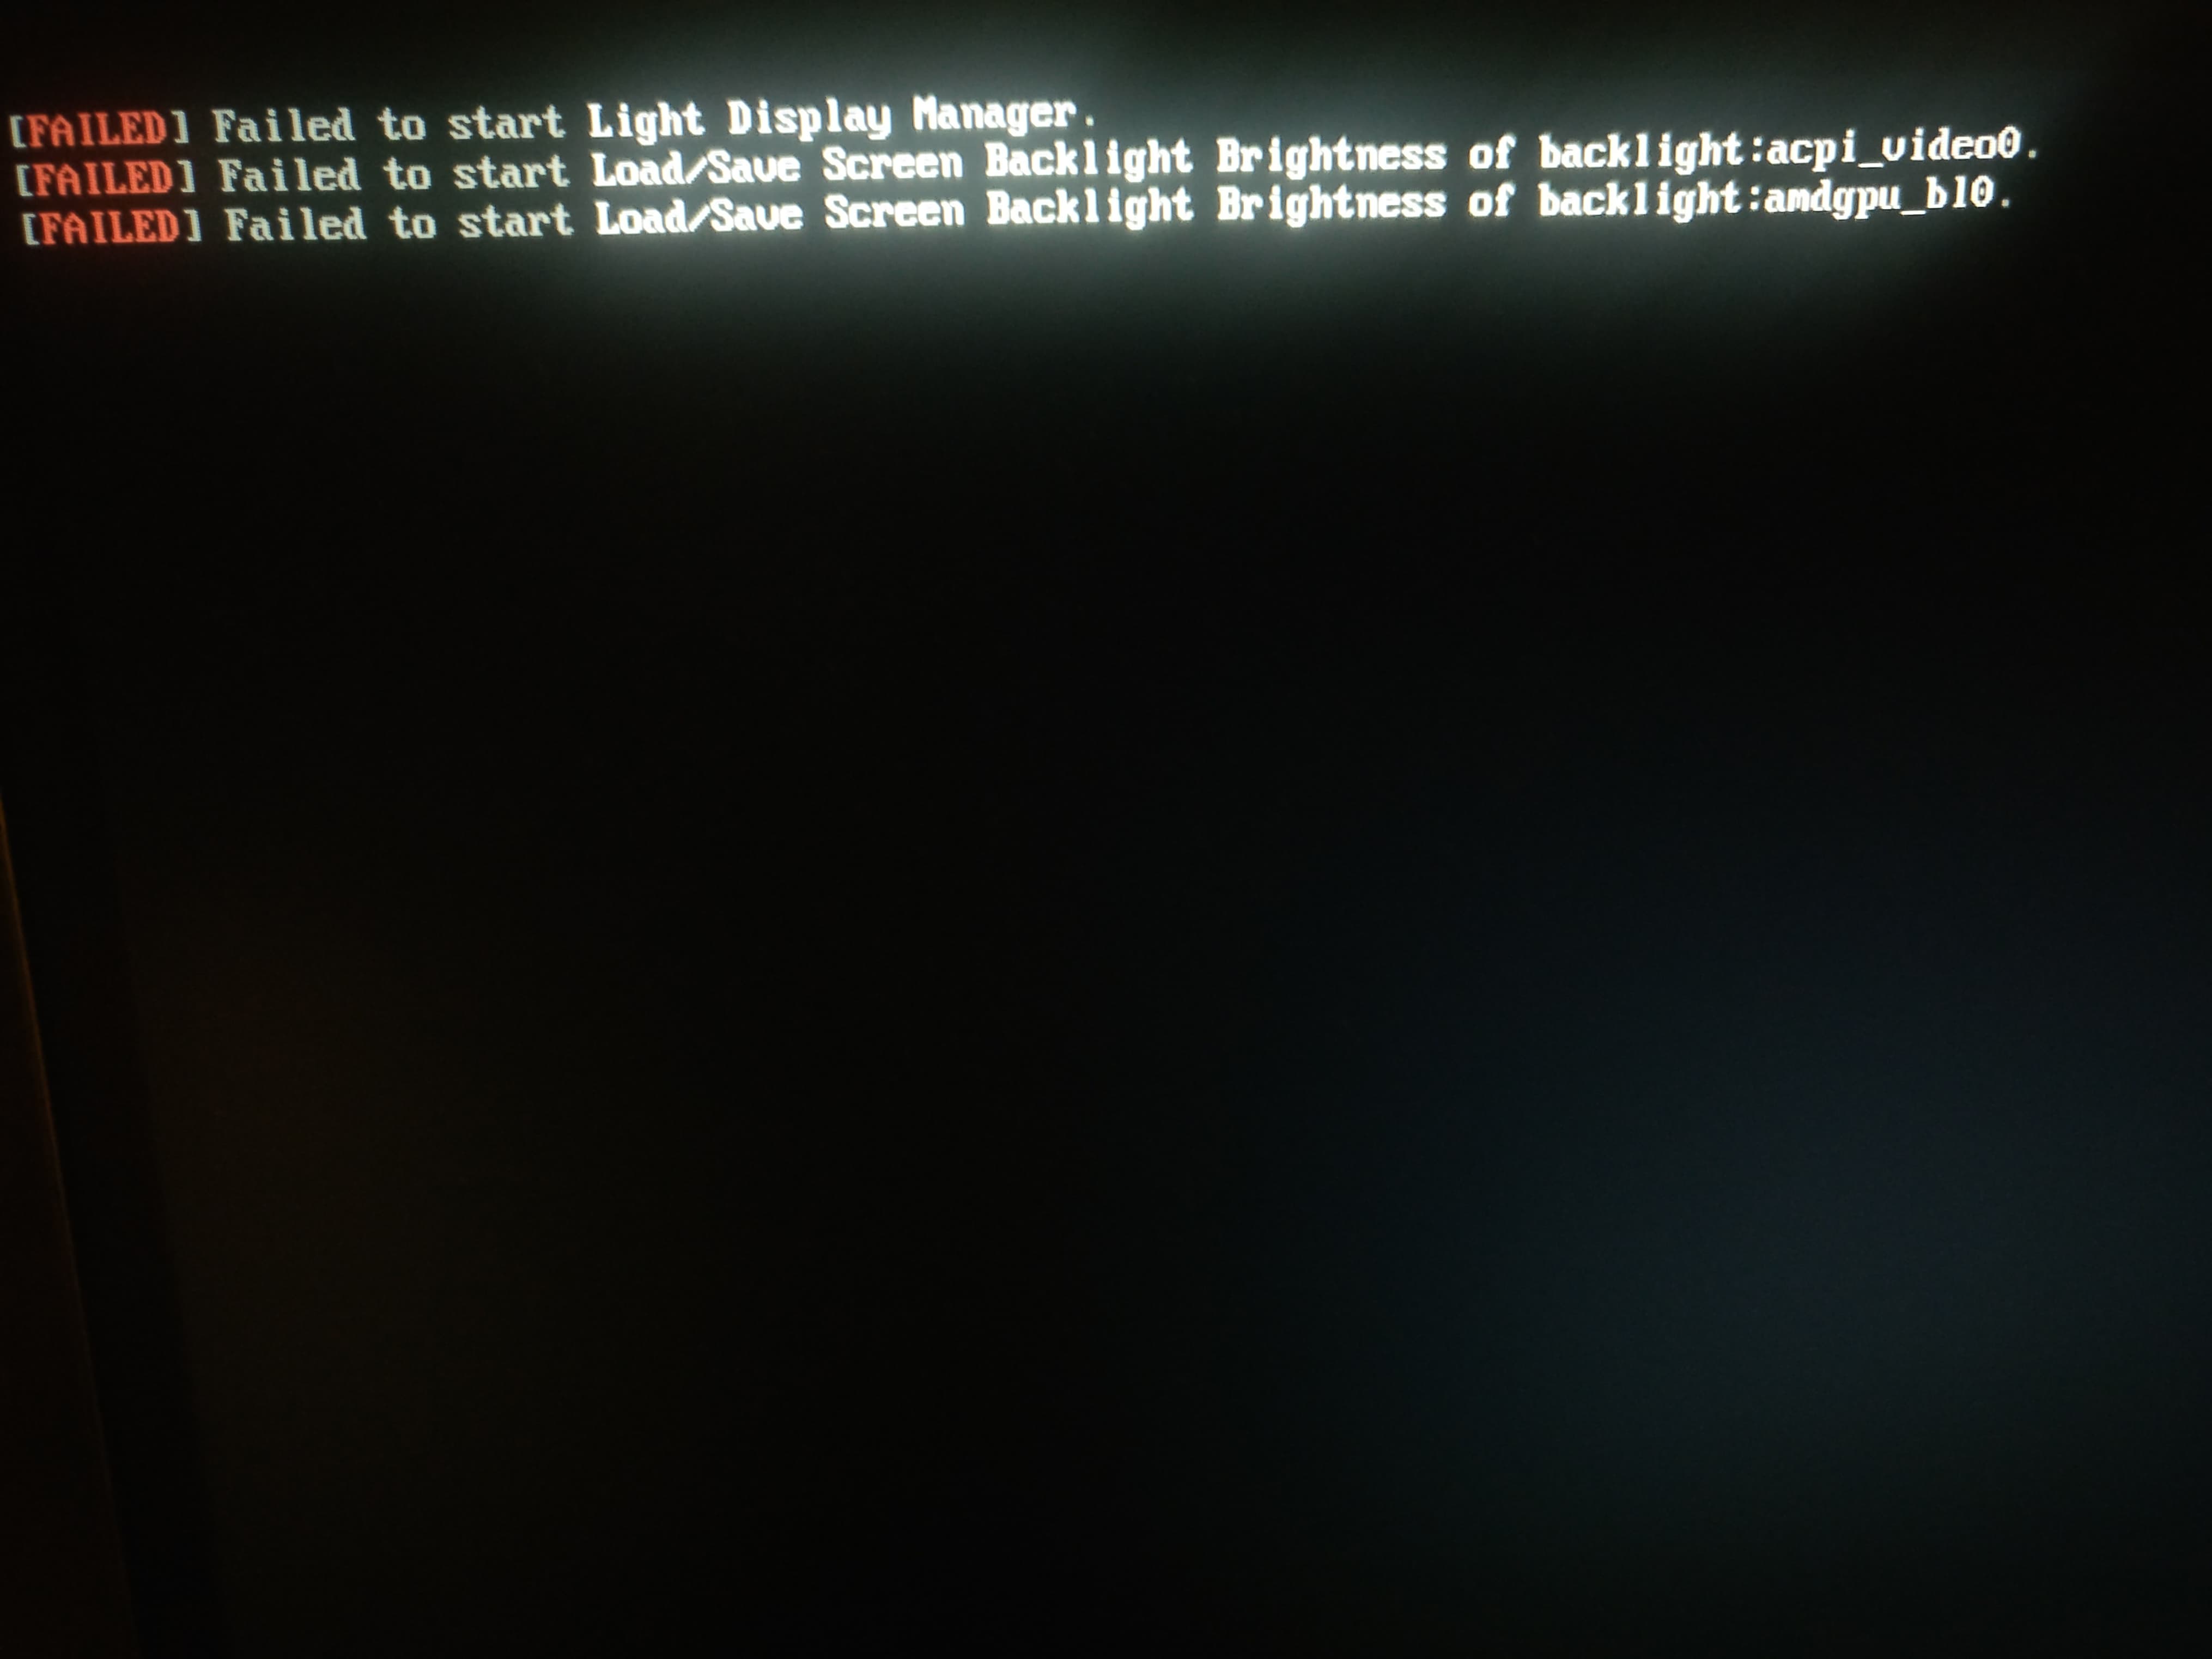 [FAILED] Failed to start Light Display Manager.
[FAILED] Failed to start Load/Save Screen Backlight Brightness of backlight:acpi_video0.
[FAILED] Failed to start Load/Save Screen Backlight Brightness of backlight:amdgpu_bl0.